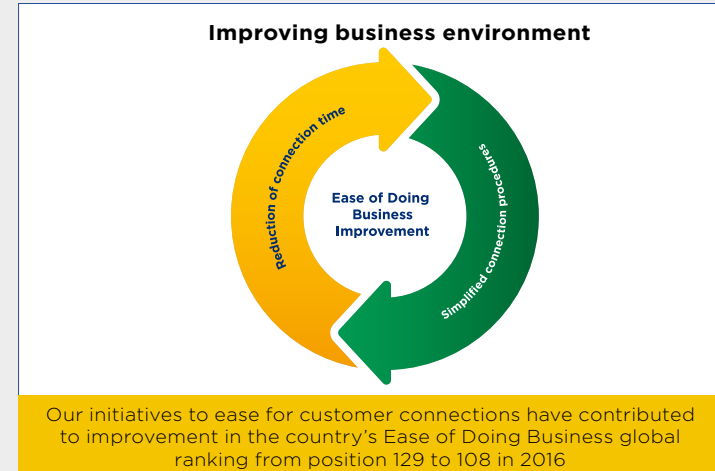 Improving business environment
Reduction of connection time
Ease of Doing
Business
Improvement
Simplified connection procedures
Our initiatives to ease for customer connections have contributed
to improvement in the country's Ease of Doing Business global
ranking from position 129 to 108 in 2016